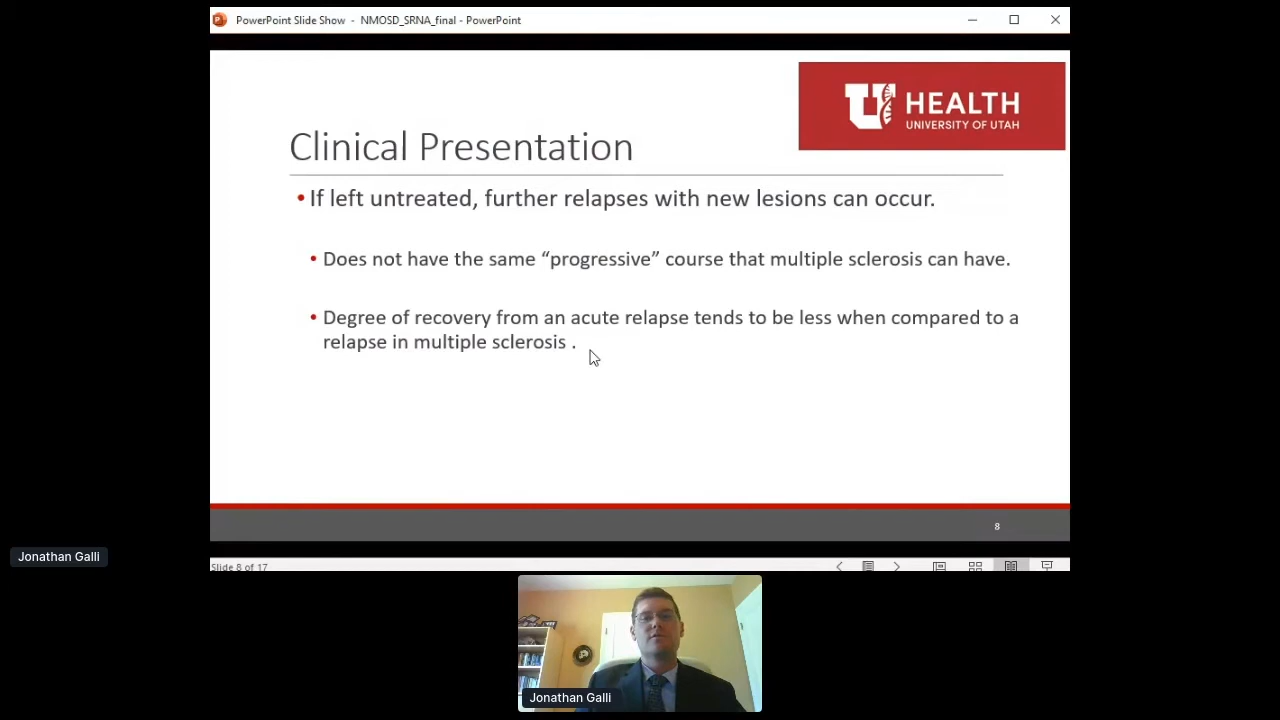 PowerPoint Slide Show - NMOSD_SRNA_final - PowerPoint
U HEALTH
UNIVERSITY OF UTAH
Clinical Presentation
• If left untreated, further relapses with new lesions can occur.
• Does not have the same “progressive” course that multiple sclerosis can have.
• Degree of recovery from an acute relapse tends to be less when compared to a
relapse in multiple sclerosis .
8
Jonathan Galli
Slide 8 of 17
Jonathan Galli